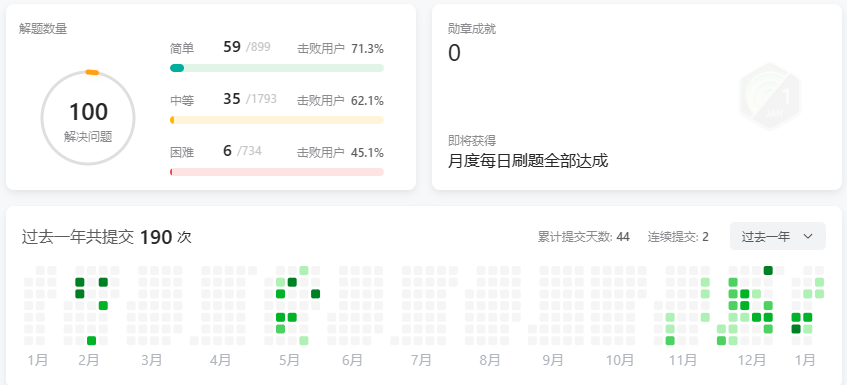 解题数量
100
解决问题
简单 59 /899 击败用户 71.3%
中等 35 /1793 击败用户 62.1%
困难 6 /734 击败用户 45.1%
勋章成就
0
即将获得
月度每日刷题全部达成
过去一年共提交 190 次
累计提交天数: 44 连续提交: 2 过去一年
1月 2月 3月 4月 5月 6月 7月 8月 9月 10月 11月 12月 1月